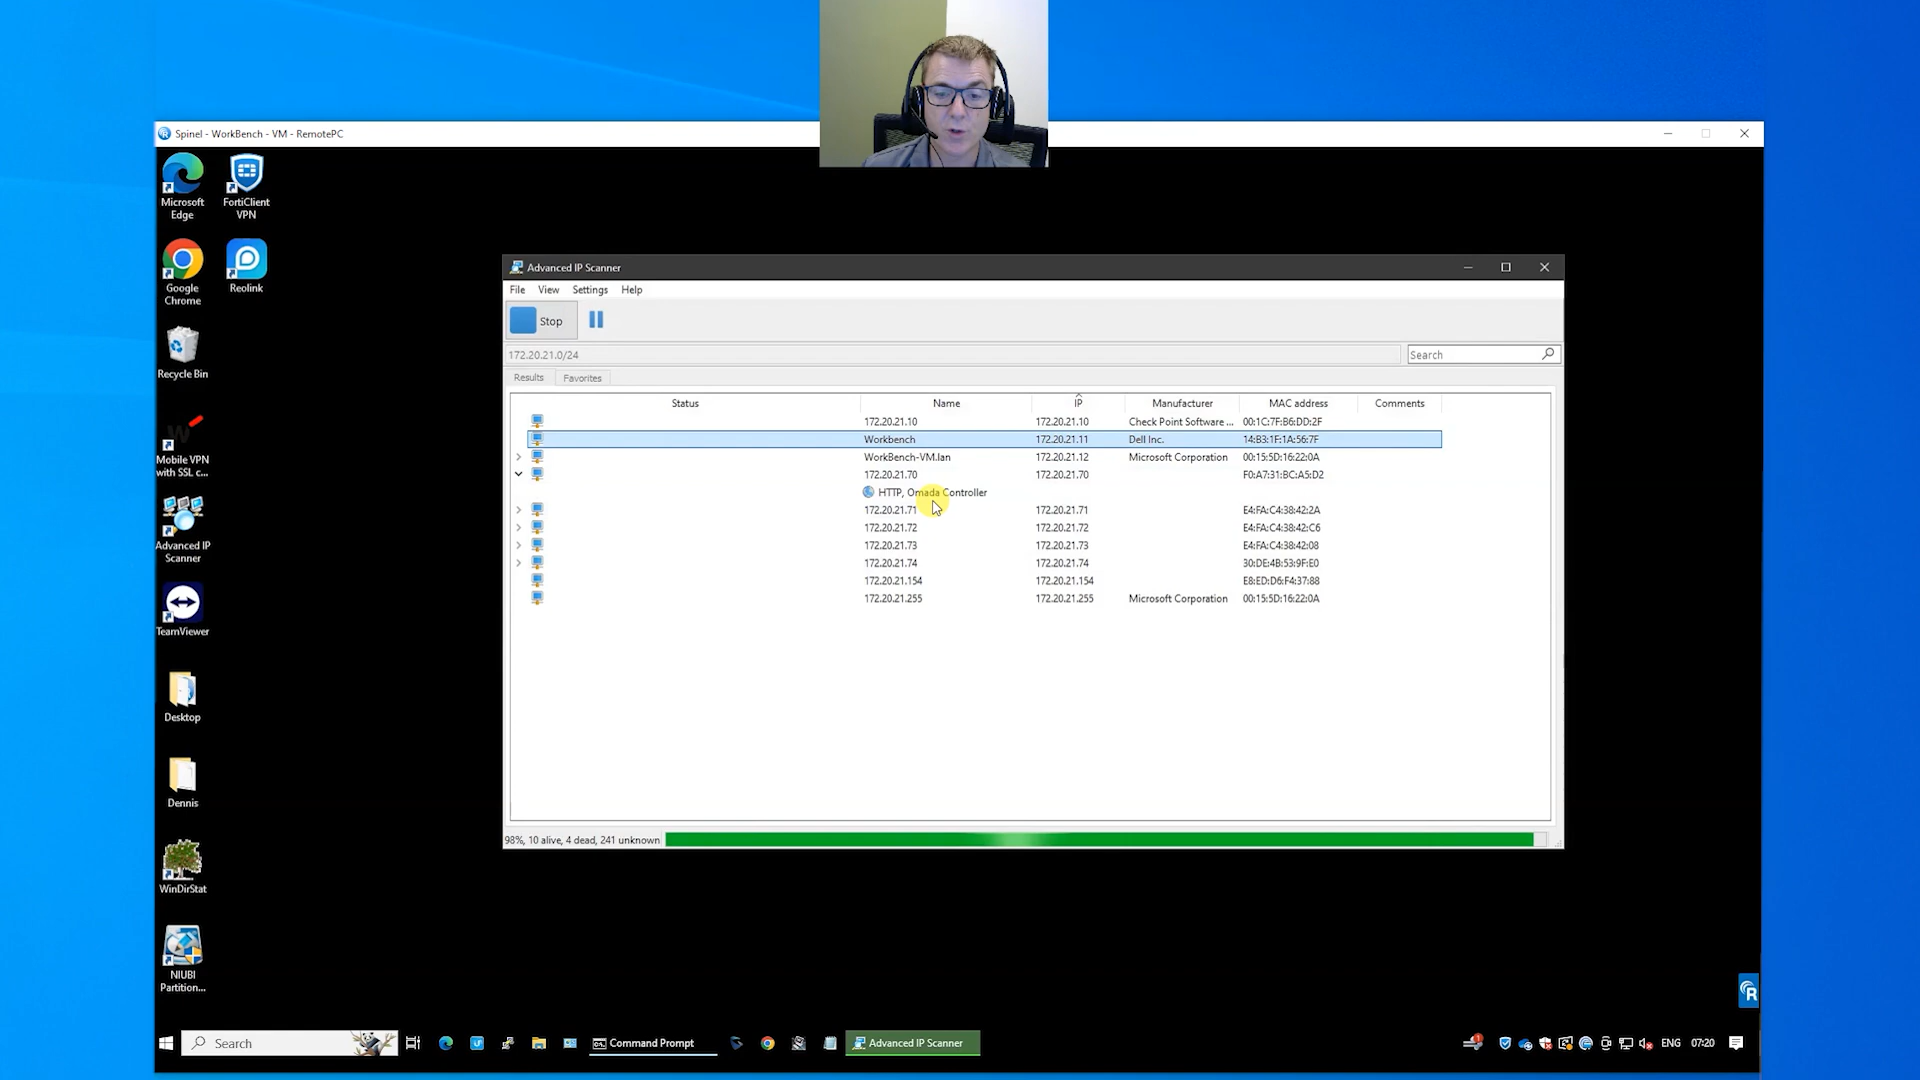 Spinel - WorkBench - VM - RemotePC
Microsoft
Edge
FortiClient
VPN
Google
Chrome
Reolink
Recycle Bin
Mobile VPN
with SSL c...
Advanced IP
Scanner
TeamViewer
Desktop
Dennis
WinDirStat
NIUBI
Partition...
Advanced IP Scanner
File View Settings Help
Stop
172.20.21.0/24
Search
Results Favorites
Status Name IP Manufacturer MAC address Comments
172.20.21.10 172.20.21.10 Check Point Software ... 00:1C:7F:B6:DD:2F
Workbench 172.20.21.11 Dell Inc. 14:B3:1F:1A:56:7F
WorkBench-VM.lan 172.20.21.12 Microsoft Corporation 00:15:5D:16:22:0A
172.20.21.70 172.20.21.70 F0:A7:31:BC:A5:D2
HTTP, Omada Controller
172.20.21.71 172.20.21.71 E4:FA:C4:38:42:2A
172.20.21.72 172.20.21.72 E4:FA:C4:38:42:C6
172.20.21.73 172.20.21.73 E4:FA:C4:38:42:08
172.20.21.74 172.20.21.74 30:DE:4B:53:9F:E0
172.20.21.154 172.20.21.154 E8:ED:D6:F4:37:88
172.20.21.255 172.20.21.255 Microsoft Corporation 00:15:5D:16:22:0A
98%, 10 alive, 4 dead, 241 unknown
Search
Command Prompt
Advanced IP Scanner
ENG
07:20